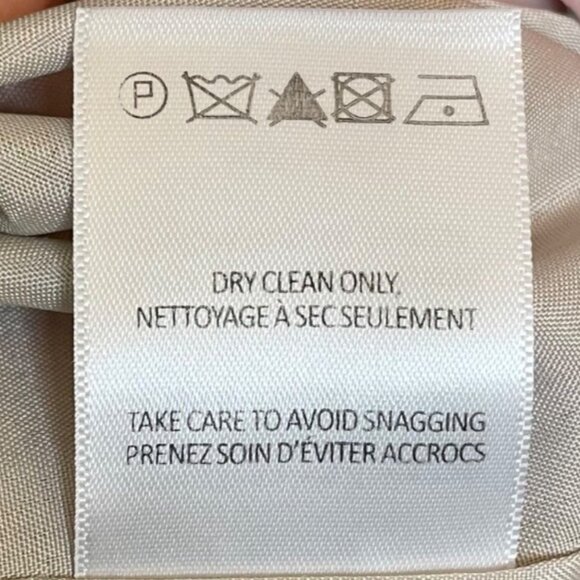 P
DRY CLEAN ONLY,
NETTOYAGE À SEC SEULEMENT
TAKE CARE TO AVOID SNAGGING
PRENEZ SOIN D'ÉVITER ACCROCS